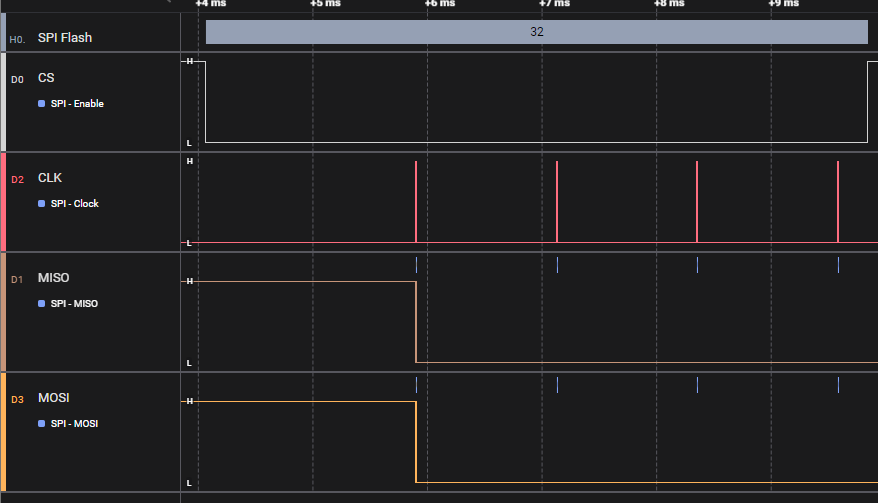 +4 ms +5 ms +6 ms +7 ms +8 ms +9 ms
H0. SPI Flash 32
D0 CS H
SPI - Enable
L
D2 CLK H
SPI - Clock
L
D1 MISO H
SPI - MISO
L
D3 MOSI H
SPI - MOSI
L